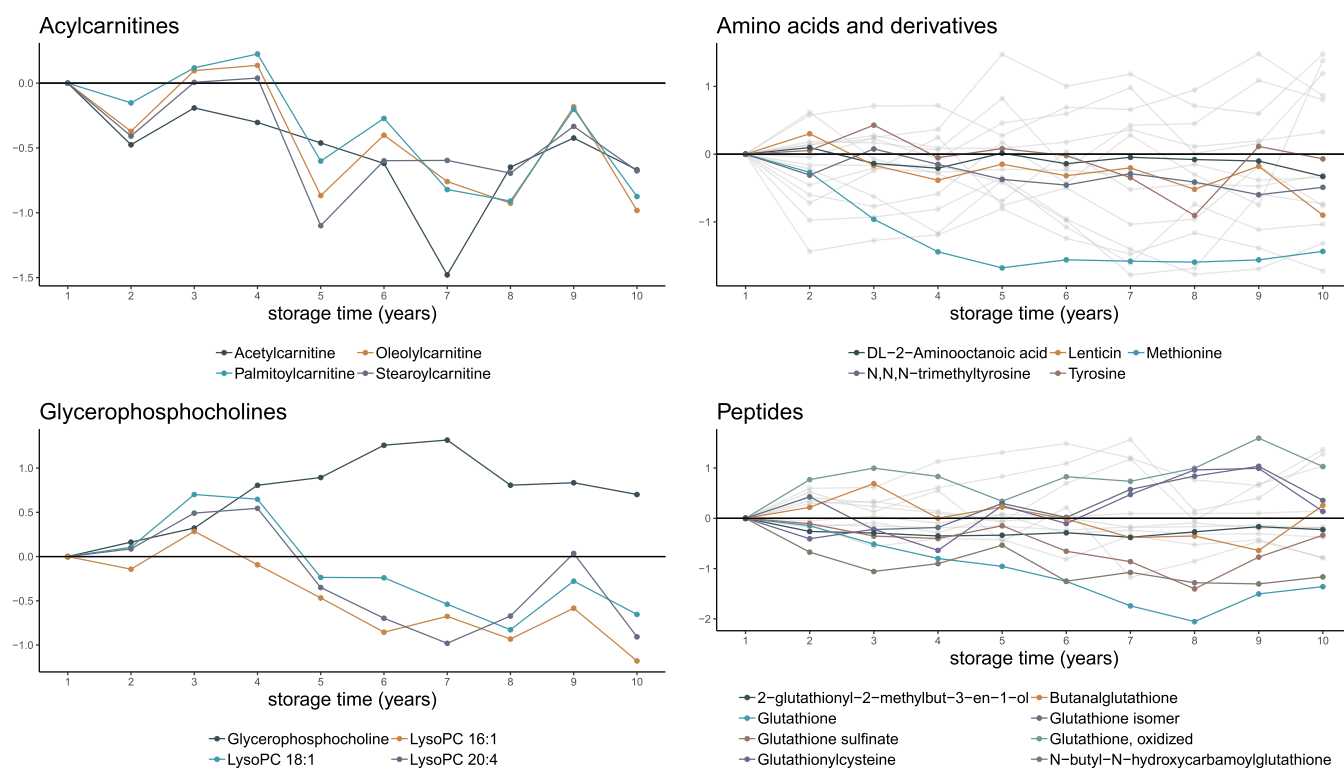 Acylcarnitines
0.0
−0.5
−1.0
−1.5
1 2 3 4 5 6 7 8 9 10
storage time (years)
Acetylcarnitine Oleolylcarnitine
Palmitoylcarnitine Stearoylcarnitine
Amino acids and derivatives
1
0
−1
1 2 3 4 5 6 7 8 9 10
storage time (years)
DL−2−Aminooctanoic acid Lenticin Methionine
N,N,N−trimethyltyrosine Tyrosine
Glycerophosphocholines
1.0
0.5
0.0
−0.5
−1.0
1 2 3 4 5 6 7 8 9 10
storage time (years)
Glycerophosphocholine LysoPC 16:1
LysoPC 18:1 LysoPC 20:4
Peptides
1
0
−1
−2
1 2 3 4 5 6 7 8 9 10
storage time (years)
2−glutathionyl−2−methylbut−3−en−1−ol Butanalglutathione
Glutathione Glutathione isomer
Glutathione sulfinate Glutathione, oxidized
Glutathionylcysteine N−butyl−N−hydroxycarbamoylglutathione